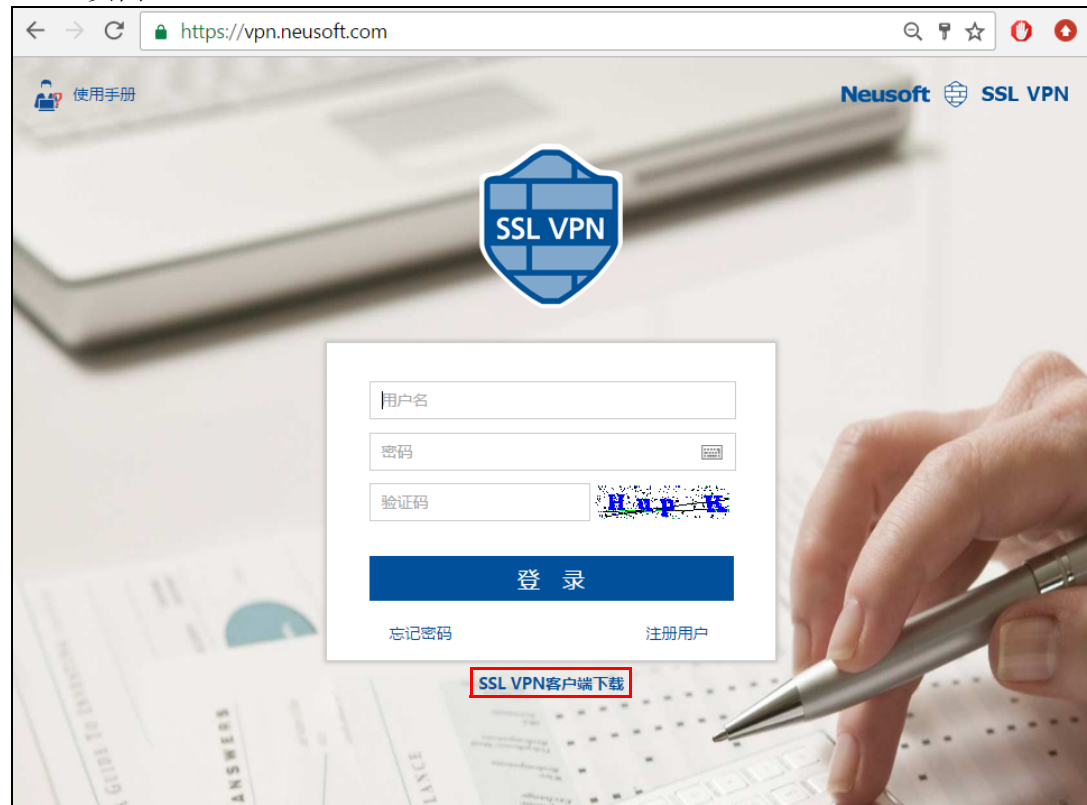 https://vpn.neusoft.com
使用手册
Neusoft SSL VPN
SSL VPN
用户名
密码
验证码
登 录
忘记密码
注册用户
SSL VPN客户端下载
ANSWERS